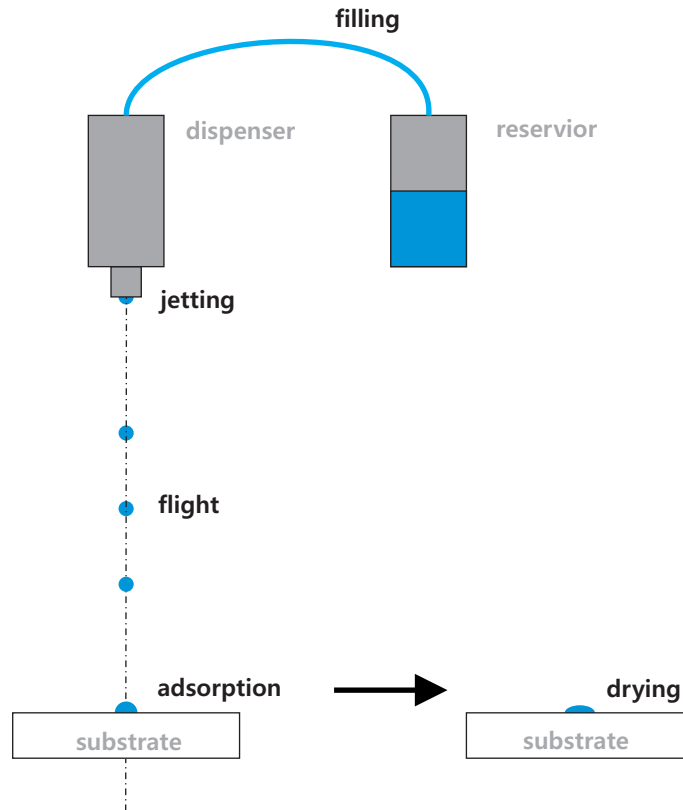 filling
dispenser
reservior
jetting
flight
adsorption
drying
substrate
substrate